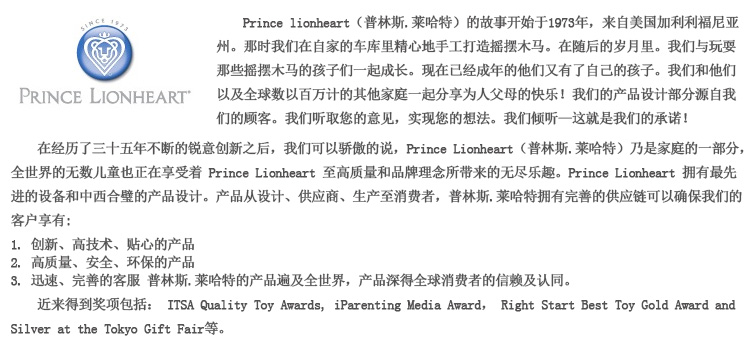 SINCE 1973
PRINCE LIONHEART®
Prince lionheart（普林斯.莱哈特）的故事开始于1973年，来自美国加利利福尼亚
州。那时我们在自家的车库里精心地手工打造摇摆木马。在随后的岁月里。我们与玩耍
那些摇摆木马的孩子们一起成长。现在已经成年的他们又有了自己的孩子。我们和他们
以及全球数以百万计的其他家庭一起分享为人父母的快乐！我们的产品设计部分源自我
们的顾客。我们听取您的意见，实现您的想法。我们倾听—这就是我们的承诺！
在经历了三十五年不断的锐意创新之后，我们可以骄傲的说，Prince Lionheart（普林斯.莱哈特）乃是家庭的一部分，
全世界的无数儿童也正在享受着 Prince Lionheart 至高质量和品牌理念所带来的无尽乐趣。Prince Lionheart 拥有最先
进的设备和中西合璧的产品设计。产品从设计、供应商、生产至消费者，普林斯.莱哈特拥有完善的供应链可以确保我们的
客户享有:
1. 创新、高技术、贴心的产品
2. 高质量、安全、环保的产品
3. 迅速、完善的客服 普林斯.莱哈特的产品遍及全世界，产品深得全球消费者的信赖及认同。
近来得到奖项包括： ITSA Quality Toy Awards, iParenting Media Award， Right Start Best Toy Gold Award and
Silver at the Tokyo Gift Fair等。